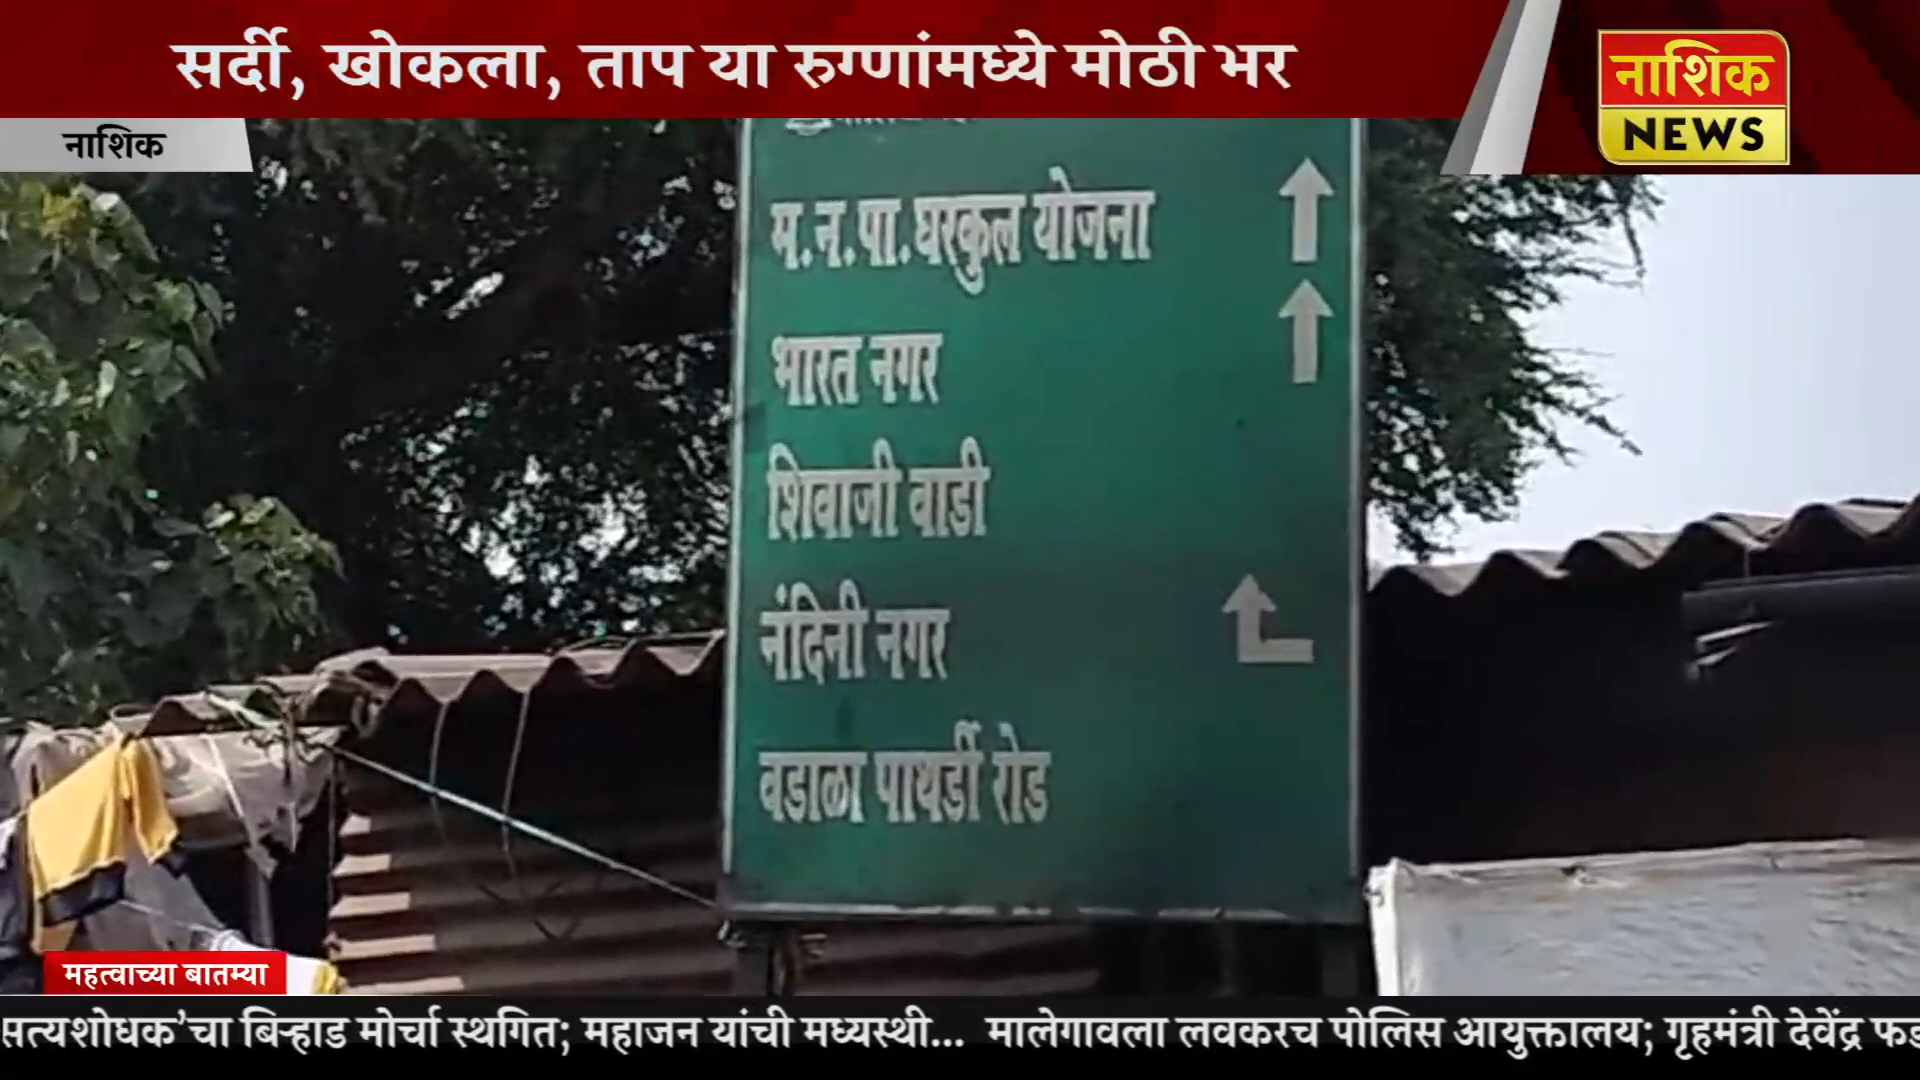 सर्दी, खोकला, ताप या रुग्णांमध्ये मोठी भर
नाशिक
NEWS
नाशिक
म.न.पा.घरकुल योजना
भारत नगर
शिवाजी वाडी
नंदिनी नगर
वडाळा पाथर्डी रोड
महत्वाच्या बातम्या
सत्यशोधक'चा बिऱ्हाड मोर्चा स्थगित; महाजन यांची मध्यस्थी... मालेगावला लवकरच पोलिस आयुक्तालय; गृहमंत्री देवेंद्र